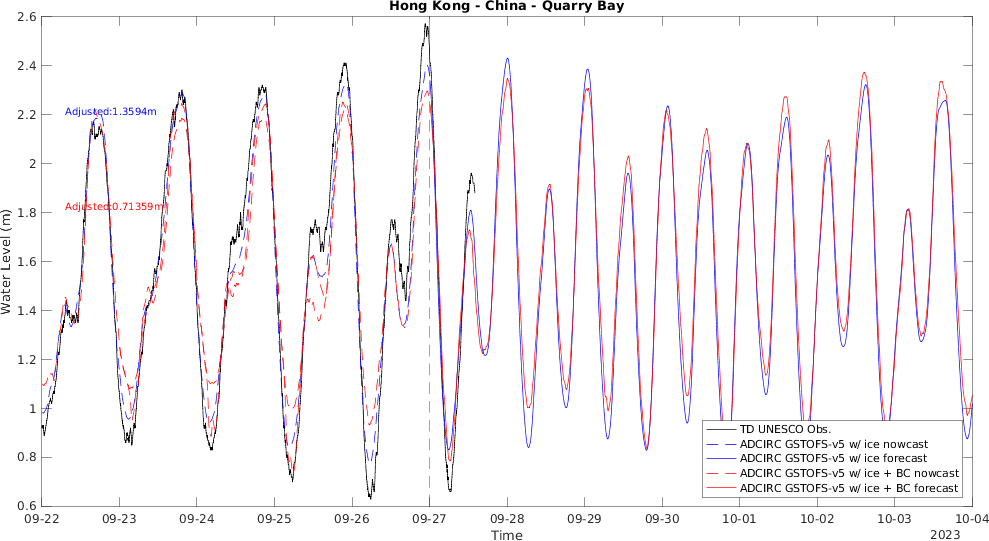 Hong Kong - China - Quarry Bay
2.6
2.4
2.2
2
1.8
1.6
1.4
1.2
1
0.8
0.6
Water Level (m)
Adjusted:1.3594m
Adjusted:0.71359m
TD UNESCO Obs.
ADCIRC GSTOFS-v5 w/ ice nowcast
ADCIRC GSTOFS-v5 w/ ice forecast
ADCIRC GSTOFS-v5 w/ ice + BC nowcast
ADCIRC GSTOFS-v5 w/ ice + BC forecast
09-22 09-23 09-24 09-25 09-26 09-27 09-28 09-29 09-30 10-01 10-02 10-03 10-04
Time
2023